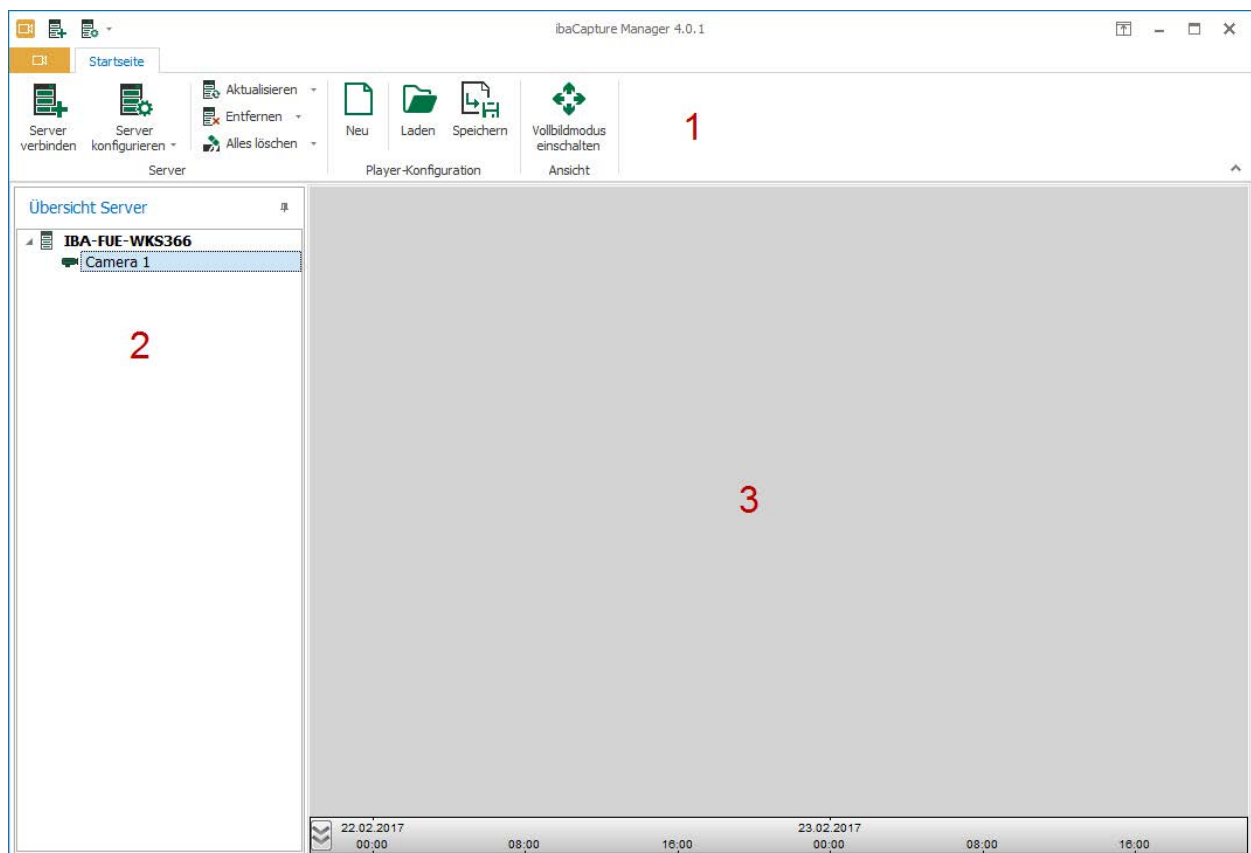 ibaCapture Manager 4.0.1
Startseite
Server verbinden
Server konfigurieren
Aktualisieren
Entfernen
Alles löschen
Server
Neu
Laden
Speichern
Player-Konfiguration
Vollbildmodus einschalten
Ansicht
1
Übersicht Server
IBA-FUE-WKS366
Camera 1
2
3
22.02.2017 23.02.2017
00:00 08:00 16:00 00:00 08:00 16:00